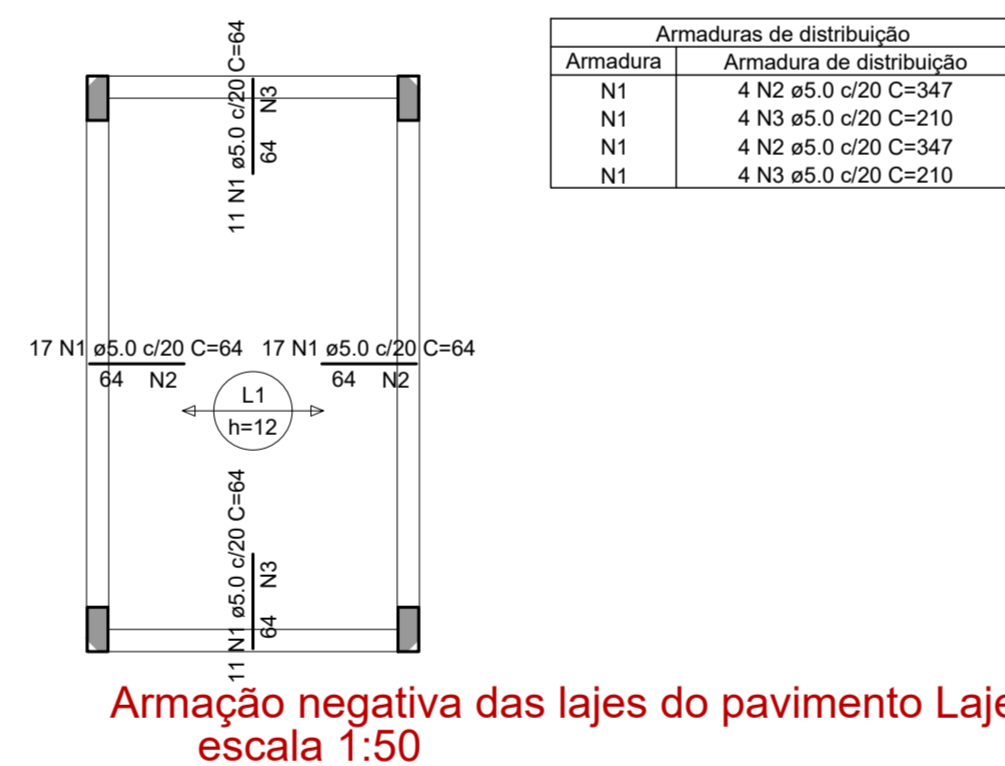 11 N1 ø5.0 c/20 C=64
64 N3
Armaduras de distribuição
Armadura Armadura de distribuição
N1 4 N2 ø5.0 c/20 C=347
N1 4 N3 ø5.0 c/20 C=210
N1 4 N2 ø5.0 c/20 C=347
N1 4 N3 ø5.0 c/20 C=210
17 N1 ø5.0 c/20 C=64
64 N2
17 N1 ø5.0 c/20 C=64
64 N2
L1
h=12
11 N1 ø5.0 c/20 C=64
64 N3
Armação negativa das lajes do pavimento Laje
escala 1:50